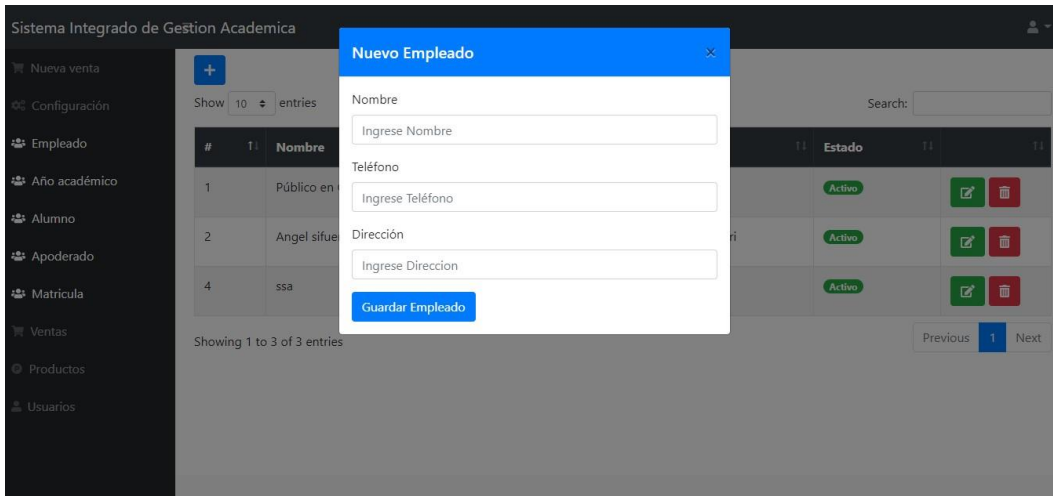 Sistema Integrado de Gestion Academica
Nueva venta
Configuración
Empleado
Año académico
Alumno
Apoderado
Matricula
Ventas
Productos
Usuarios
+
Show 10 entries
Search:
# Nombre Estado
1 Público en Activo
2 Angel Activo
4 ssa Activo
Showing 1 to 3 of 3 entries
Previous 1 Next
Nuevo Empleado ×
Nombre
Ingrese Nombre
Teléfono
Ingrese Teléfono
Dirección
Ingrese Direccion
Guardar Empleado